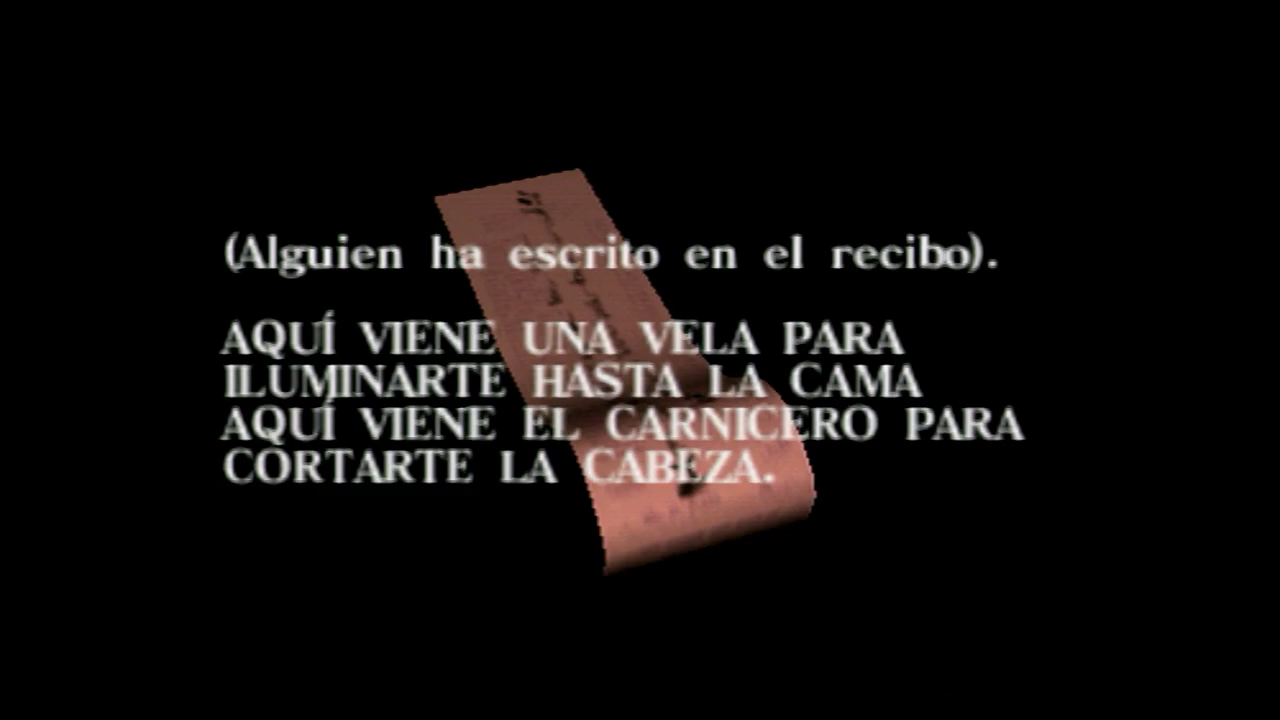 (Alguien ha escrito en el recibo).
AQUÍ VIENE UNA VELA PARA
ILUMINARTE HASTA LA CAMA
AQUÍ VIENE EL CARNICERO PARA
CORTARTE LA CABEZA.